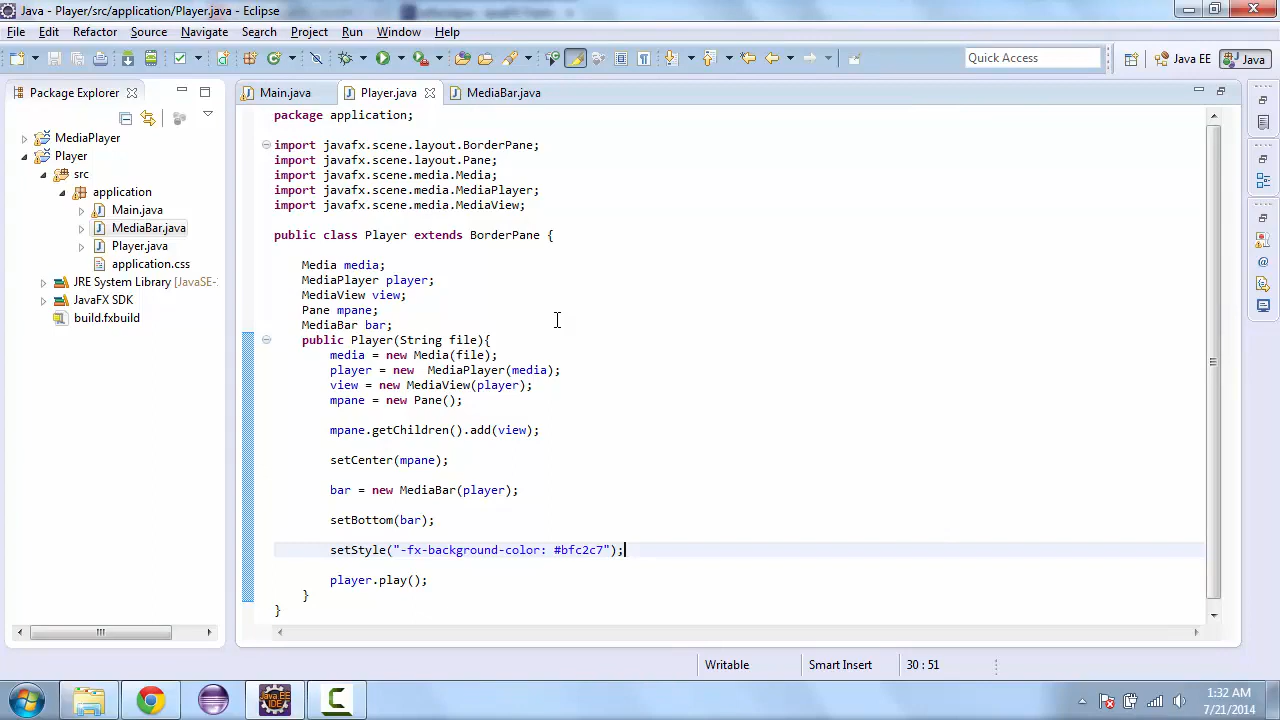 Java - Player/src/application/Player.java - Eclipse
File Edit Refactor Source Navigate Search Project Run Window Help
Quick Access
Java EE
Java
Package Explorer
Main.java
Player.java
MediaBar.java
MediaPlayer
Player
src
application
Main.java
MediaBar.java
Player.java
application.css
JRE System Library [JavaSE-
JavaFX SDK
build.fxbuild
package application;
import javafx.scene.layout.BorderPane;
import javafx.scene.layout.Pane;
import javafx.scene.media.Media;
import javafx.scene.media.MediaPlayer;
import javafx.scene.media.MediaView;
public class Player extends BorderPane {
Media media;
MediaPlayer player;
MediaView view;
Pane mpane;
MediaBar bar;
public Player(String file){
media = new Media(file);
player = new  MediaPlayer(media);
view = new MediaView(player);
mpane = new Pane();
mpane.getChildren().add(view);
setCenter(mpane);
bar = new MediaBar(player);
setBottom(bar);
setStyle("-fx-background-color: #bfc2c7");
player.play();
}
}
Writable
Smart Insert
30 : 51
Java EE
IDE
1:32 AM
7/21/2014